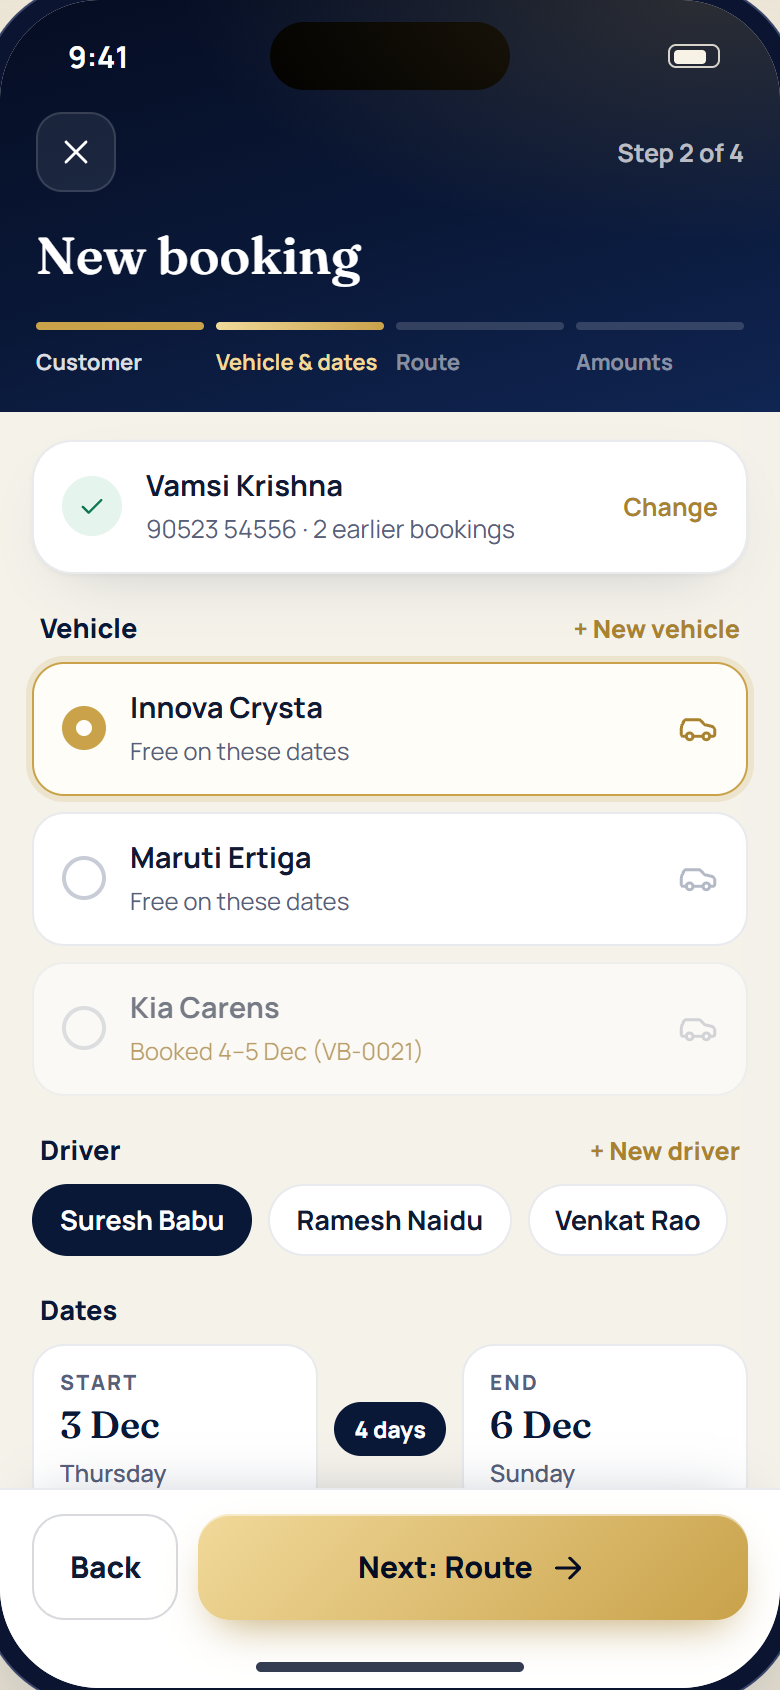 9:41
Step 2 of 4
New booking
Customer
Vehicle & dates
Route
Amounts
Vamsi Krishna
90523 54556 · 2 earlier bookings
Change
Vehicle
+ New vehicle
Innova Crysta
Free on these dates
Maruti Ertiga
Free on these dates
Kia Carens
Booked 4–5 Dec (VB-0021)
Driver
+ New driver
Suresh Babu
Ramesh Naidu
Venkat Rao
Dates
START
3 Dec
Thursday
4 days
END
6 Dec
Sunday
Back
Next: Route →